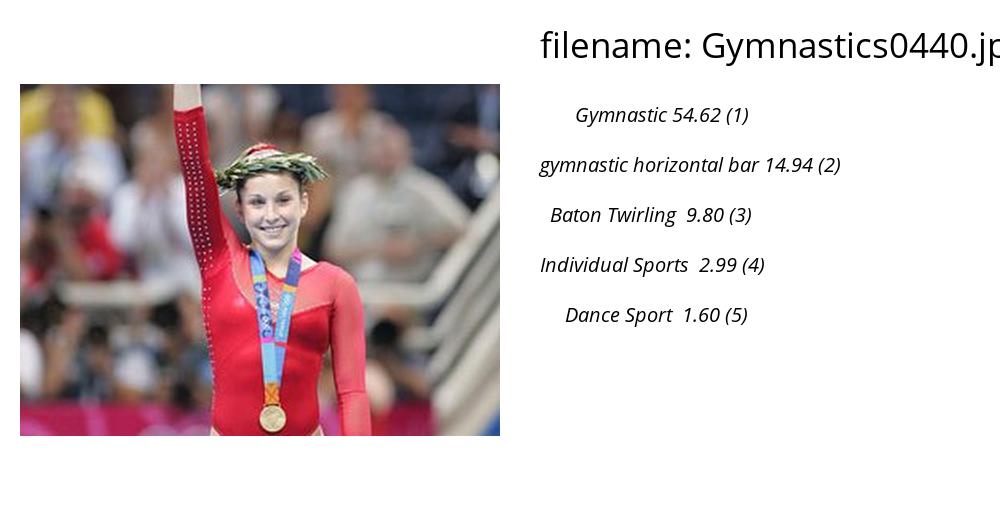 filename: Gymnastics0440.jp
Gymnastic 54.62 (1)
gymnastic horizontal bar 14.94 (2)
Baton Twirling 9.80 (3)
Individual Sports 2.99 (4)
Dance Sport 1.60 (5)